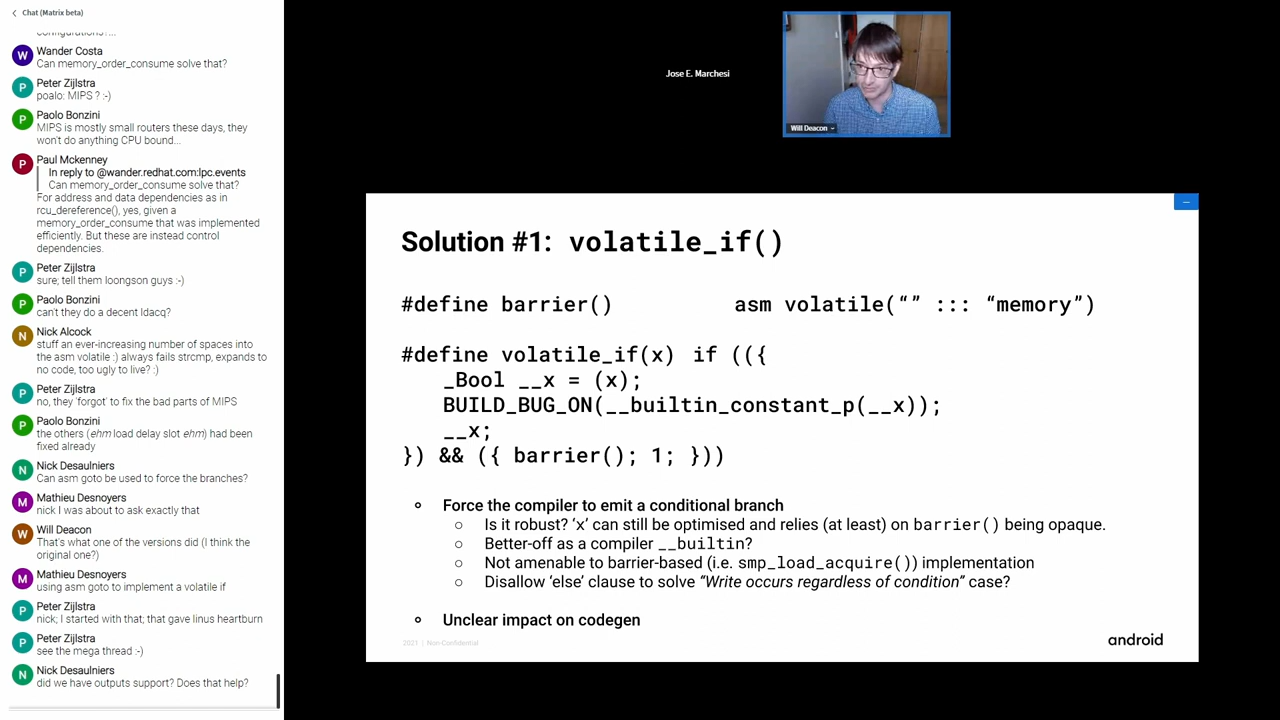 Chat (Matrix beta)
configurations?...
Wander Costa
Can memory_order_consume solve that?
Peter Zijlstra
poalo: MIPS ? :-)
Paolo Bonzini
MIPS is mostly small routers these days, they
won't do anything CPU bound...
Paul Mckenney
In reply to @wander.redhat.com:lpc.events
Can memory_order_consume solve that?
For address and data dependencies as in
rcu_dereference(), yes, given a
memory_order_consume that was implemented
efficiently. But these are instead control
dependencies.
Peter Zijlstra
sure; tell them loongson guys :-)
Paolo Bonzini
can't they do a decent ldacq?
Nick Alcock
stuff an ever-increasing number of spaces into
the asm volatile :) always fails strcmp, expands to
no code, too ugly to live? :)
Peter Zijlstra
no, they 'forgot' to fix the bad parts of MIPS
Paolo Bonzini
the others (ehm load delay slot ehm) had been
fixed already
Nick Desaulniers
Can asm goto be used to force the branches?
Mathieu Desnoyers
nick I was about to ask exactly that
Will Deacon
That's what one of the versions did (I think the
original one?)
Mathieu Desnoyers
using asm goto to implement a volatile if
Peter Zijlstra
nick; I started with that; that gave linus heartburn
Peter Zijlstra
see the mega thread :-)
Nick Desaulniers
did we have outputs support? Does that help?
Jose E. Marchesi
Will Deacon
Solution #1: volatile_if()
#define barrier() asm volatile(“” ::: “memory”)
#define volatile_if(x) if (({
_Bool __x = (x);
BUILD_BUG_ON(__builtin_constant_p(__x));
__x;
}) && ({ barrier(); 1; }))
Force the compiler to emit a conditional branch
Is it robust? ‘x’ can still be optimised and relies (at least) on barrier() being opaque.
Better-off as a compiler __builtin?
Not amenable to barrier-based (i.e. smp_load_acquire()) implementation
Disallow ‘else’ clause to solve “Write occurs regardless of condition” case?
Unclear impact on codegen
2021 | Non-Confidential
android